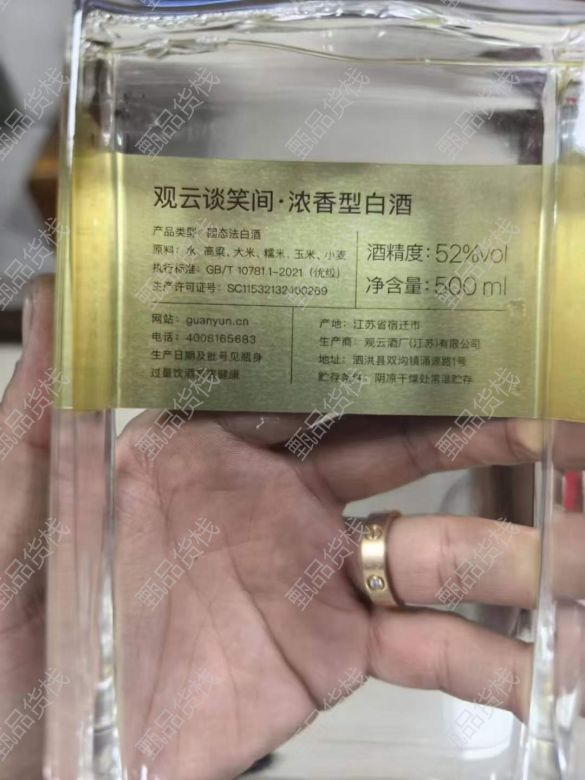 观云谈笑间·浓香型白酒
产品类型：固态法白酒
原料：水、高粱、大米、糯米、玉米、小麦
执行标准：GB/T 10781.1-2021（优级）
生产许可证号：SC11532132400269
酒精度：52%vol
净含量：500 ml
网站：guanyun.cn
电话：4008165683
生产日期及批号见瓶身
过量饮酒有害健康
产地：江苏省宿迁市
生产商：观云酒厂(江苏)有限公司
地址：泗洪县双沟镇涌源路1号
贮存条件：阴凉干燥处常温贮存
甄品货栈